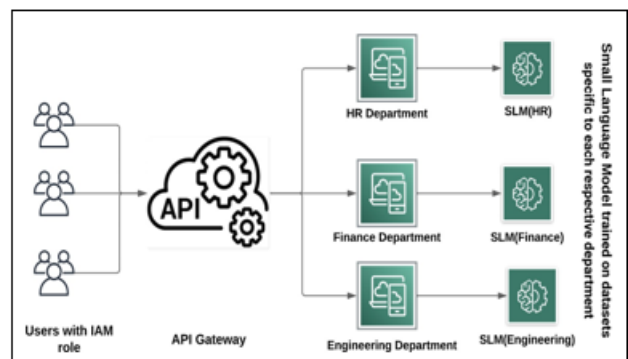 HR Department
SLM(HR)
API
Finance Department
SLM(Finance)
Users with IAM
role
API Gateway
Engineering Department
SLM(Engineering)
Small Language Model trained on datasets
specific to each respective department